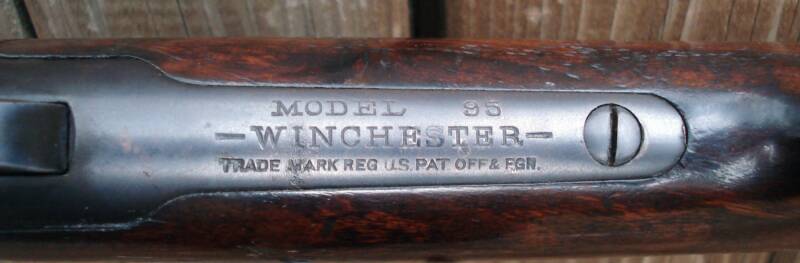 MODEL 95
-WINCHESTER-
TRADE MARK REG U.S. PAT OFF & FGN.